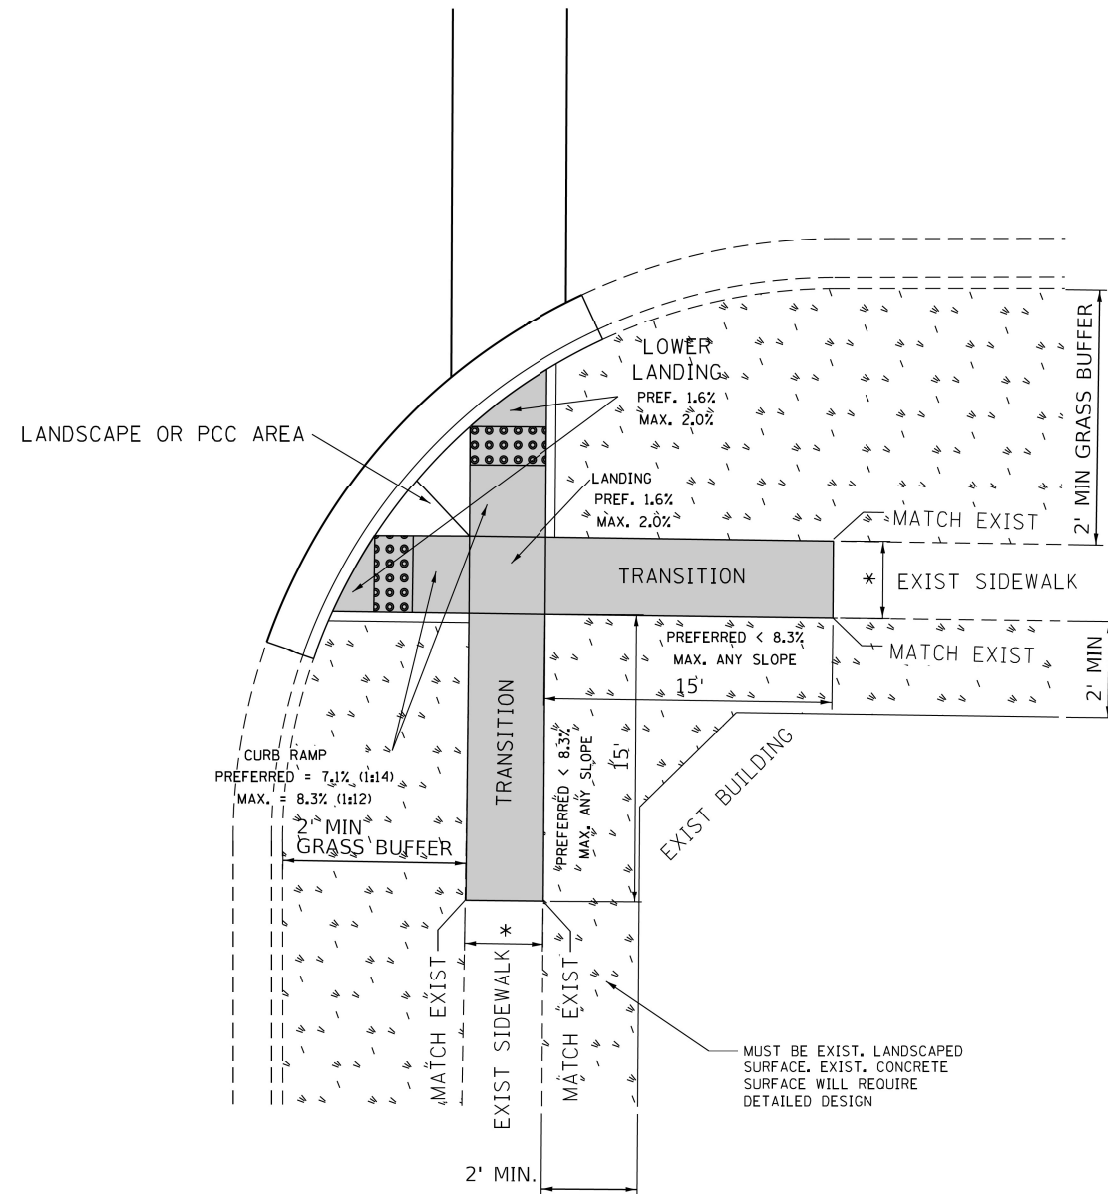 LOWER
LANDING
PREF. 1.6%
MAX. 2.0%
LANDSCAPE OR PCC AREA
LANDING
PREF. 1.6%
MAX. 2.0%
2' MIN GRASS BUFFER
MATCH EXIST
TRANSITION
* EXIST SIDEWALK
PREFERRED < 8.3%
MAX. ANY SLOPE
15'
MATCH EXIST
2' MIN
TRANSITION
PREFERRED < 8.3%
MAX. ANY SLOPE
15'
EXIST BUILDING
CURB RAMP
PREFERRED = 7.1% (1:14)
MAX. = 8.3% (1:12)
2' MIN
GRASS BUFFER
MATCH EXIST
EXIST SIDEWALK *
MATCH EXIST
MUST BE EXIST. LANDSCAPED
SURFACE. EXIST. CONCRETE
SURFACE WILL REQUIRE
DETAILED DESIGN
2' MIN.